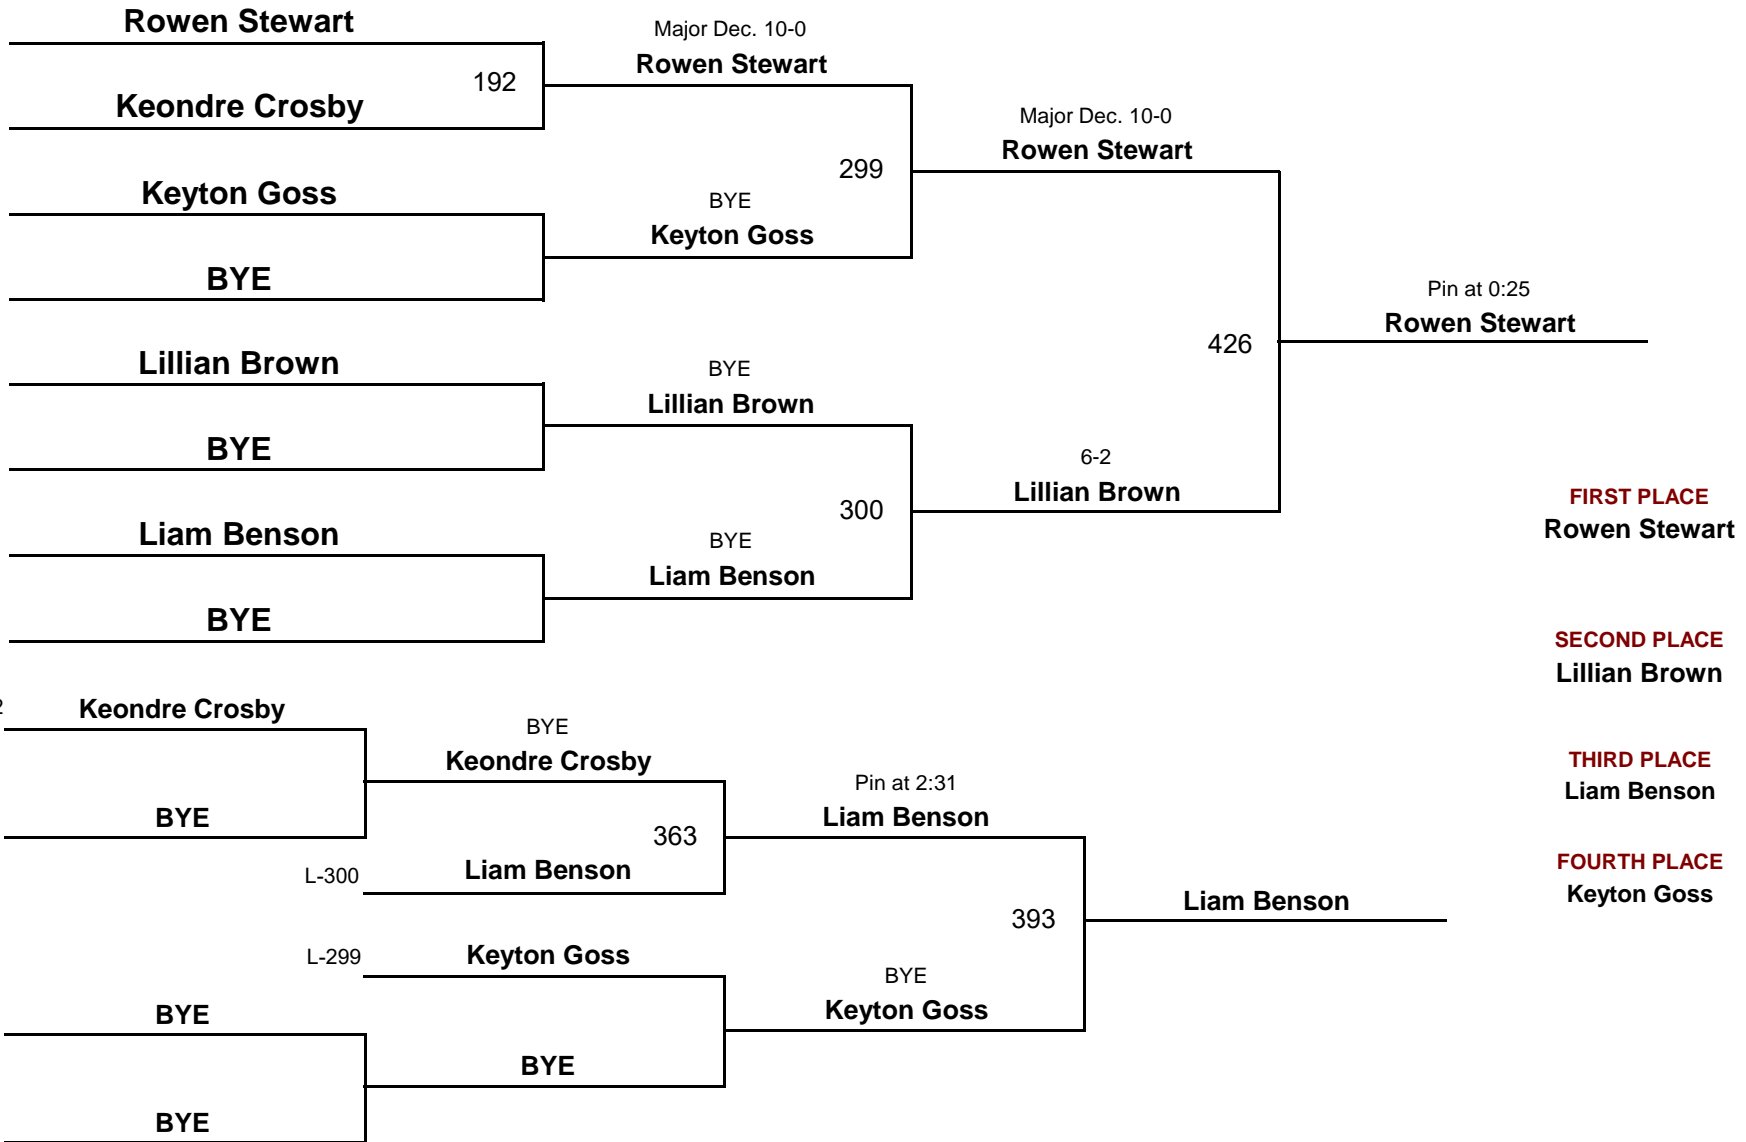 Rowen Stewart
Major Dec. 10-0
Rowen Stewart
192
Keondre Crosby
Major Dec. 10-0
Rowen Stewart
299
Keyton Goss
BYE
Keyton Goss
BYE
Pin at 0:25
Rowen Stewart
426
Lillian Brown
BYE
Lillian Brown
BYE
6-2
Lillian Brown
300
Liam Benson
BYE
Liam Benson
BYE
FIRST PLACE
Rowen Stewart
SECOND PLACE
Lillian Brown
THIRD PLACE
Liam Benson
FOURTH PLACE
Keyton Goss
2
Keondre Crosby
BYE
Keondre Crosby
BYE
363
Pin at 2:31
Liam Benson
L-300
Liam Benson
393
Liam Benson
L-299
Keyton Goss
BYE
Keyton Goss
BYE
BYE
BYE